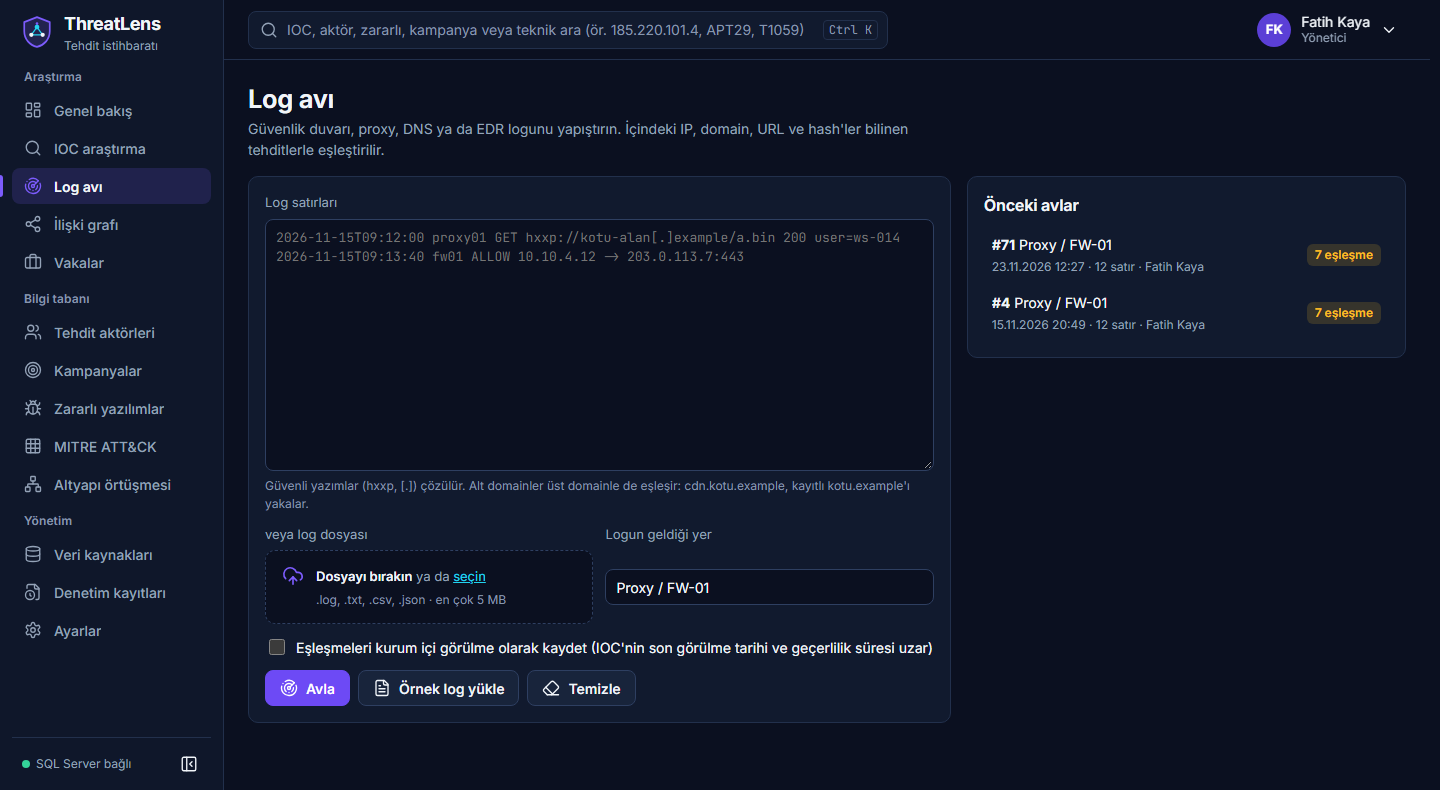 ThreatLens
Tehdit istihbaratı
Araştırma
Genel bakış
IOC araştırma
Log avı
İlişki grafı
Vakalar
Bilgi tabanı
Tehdit aktörleri
Kampanyalar
Zararlı yazılımlar
MITRE ATT&CK
Altyapı örtüşmesi
Yönetim
Veri kaynakları
Denetim kayıtları
Ayarlar
SQL Server bağlı
IOC, aktör, zararlı, kampanya veya teknik ara (ör. 185.220.101.4, APT29, T1059)
Ctrl K
FK
Fatih Kaya
Yönetici
Log avı
Güvenlik duvarı, proxy, DNS ya da EDR logunu yapıştırın. İçindeki IP, domain, URL ve hash'ler bilinen
tehditlerle eşleştirilir.
Log satırları
2026-11-15T09:12:00 proxy01 GET hxxp://kotu-alan[.]example/a.bin 200 user=ws-014
2026-11-15T09:13:40 fw01 ALLOW 10.10.4.12 -> 203.0.113.7:443
Güvenli yazımlar (hxxp, [.]) çözülür. Alt domainler üst domainle de eşleşir: cdn.kotu.example, kayıtlı kotu.example'ı
yakalar.
veya log dosyası
Dosyayı bırakın ya da seçin
.log, .txt, .csv, .json · en çok 5 MB
Logun geldiği yer
Proxy / FW-01
Eşleşmeleri kurum içi görülme olarak kaydet (IOC'nin son görülme tarihi ve geçerlilik süresi uzar)
Avla
Örnek log yükle
Temizle
Önceki avlar
#71 Proxy / FW-01
23.11.2026 12:27 · 12 satır · Fatih Kaya
7 eşleşme
#4 Proxy / FW-01
15.11.2026 20:49 · 12 satır · Fatih Kaya
7 eşleşme